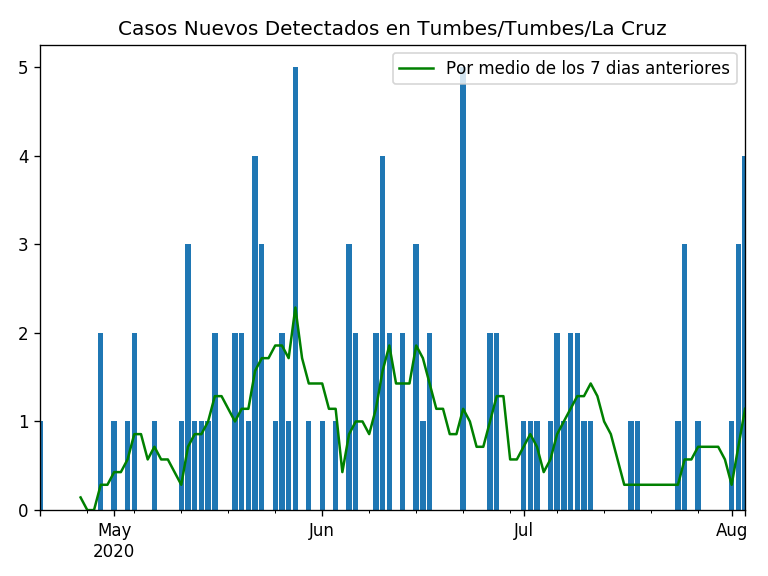 Casos Nuevos Detectados en Tumbes/Tumbes/La Cruz
Por medio de los 7 dias anteriores
5
4
3
2
1
0
May Jun Jul Aug
2020